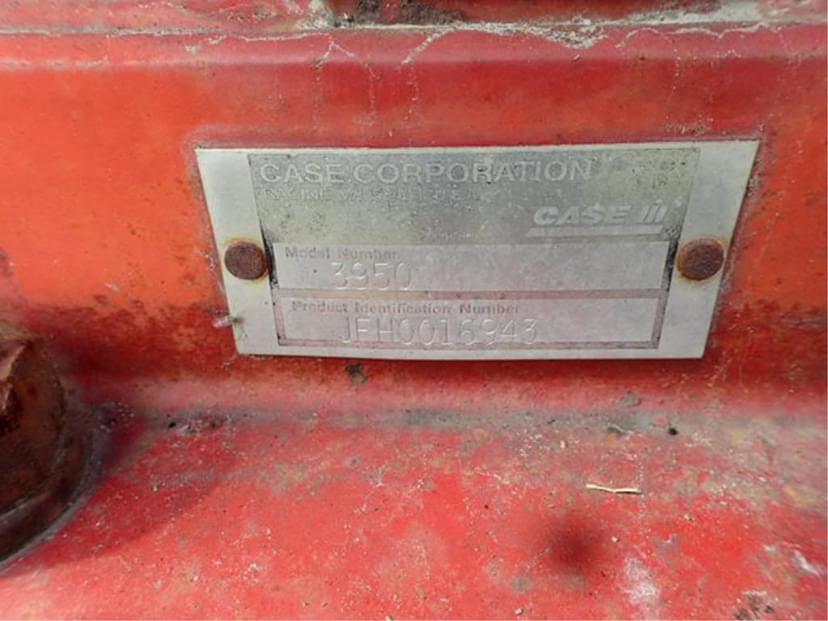 CASE CORPORATION
CASE IH
Model Number
3950
Product Identification Number
JFH0016943